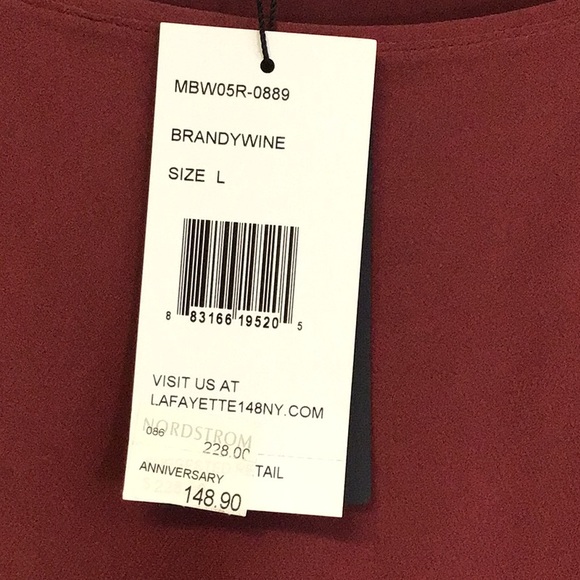 MBW05R-0889
BRANDYWINE
SIZE L
8 83166 19520 5
VISIT US AT
LAFAYETTE148NY.COM
NORDSTROM
086 228.00
TAIL
ANNIVERSARY
148.90